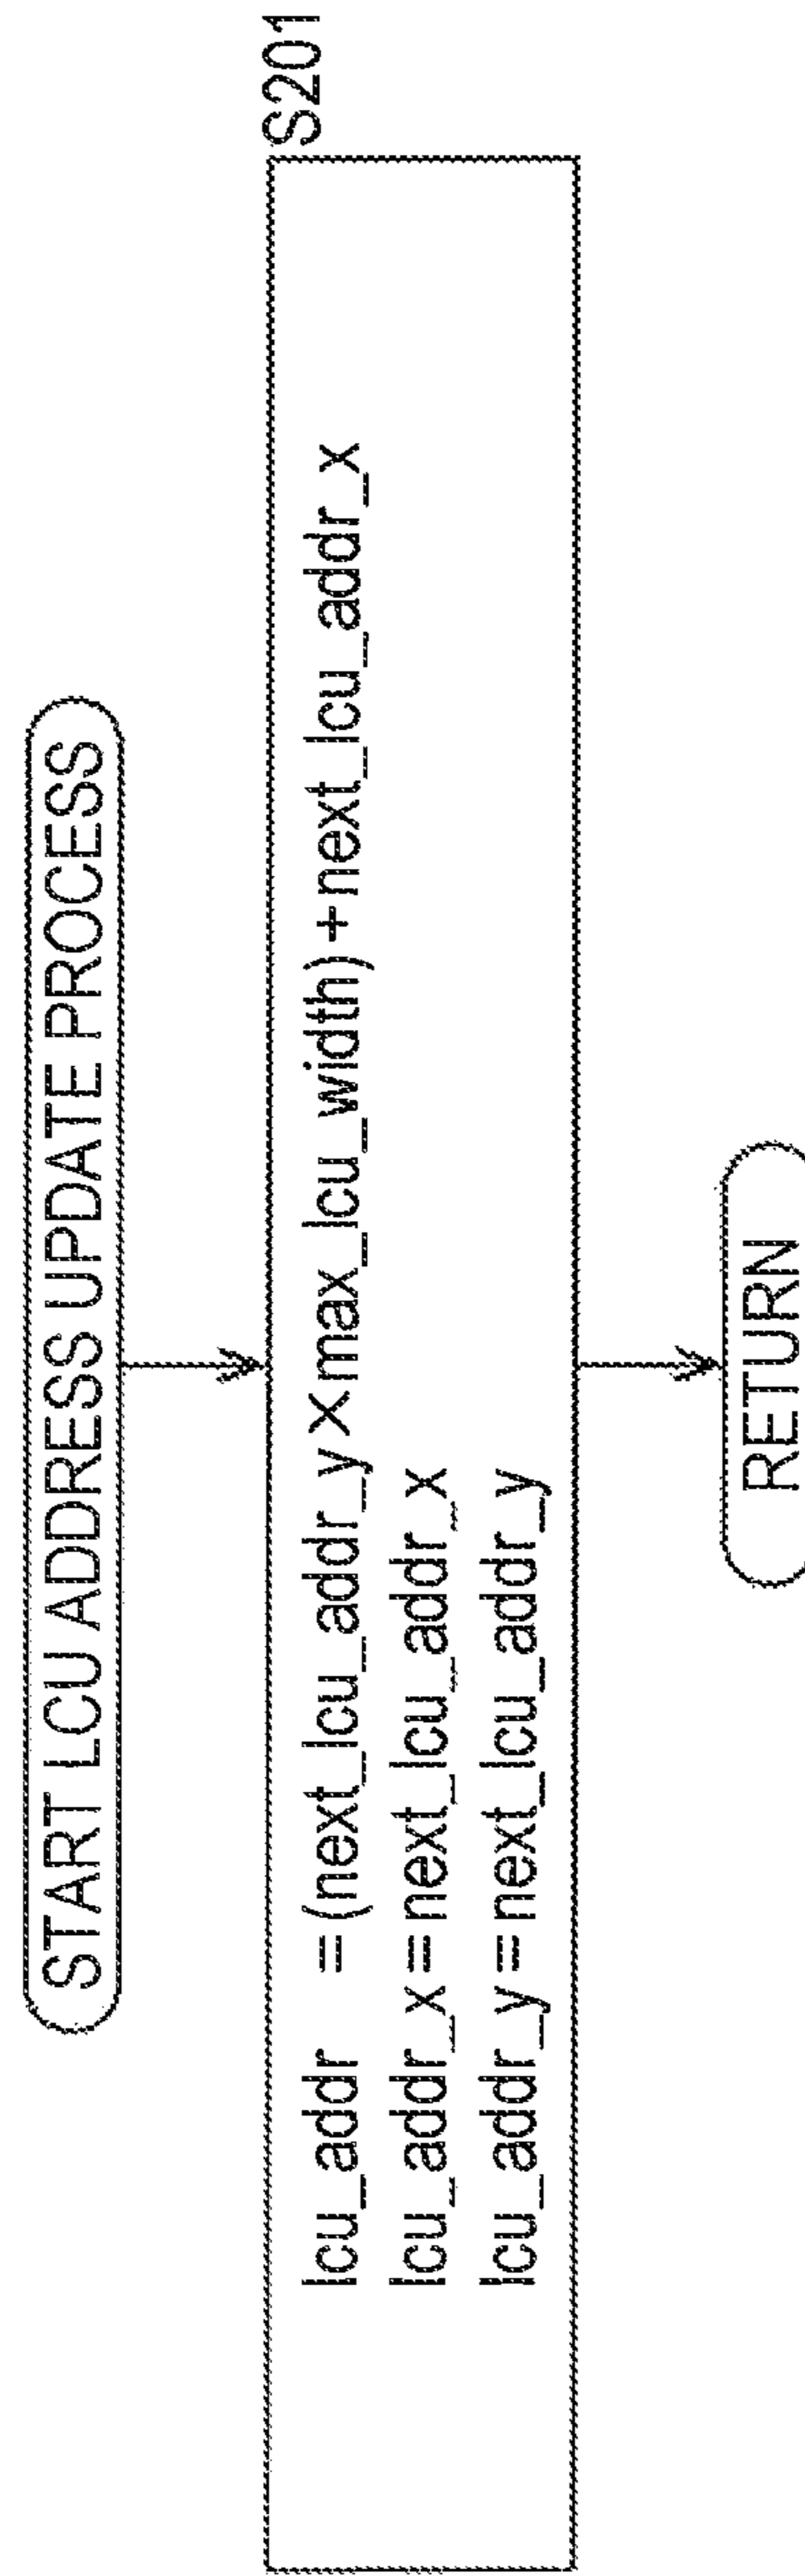 START LCU ADDRESS UPDATE PROCESS
S201
lcu_addr =(next_lcu_addr_y×max_lcu_width)+next_lcu_addr_x
lcu_addr_x=next_lcu_addr_x
lcu_addr_y=next_lcu_addr_y
RETURN